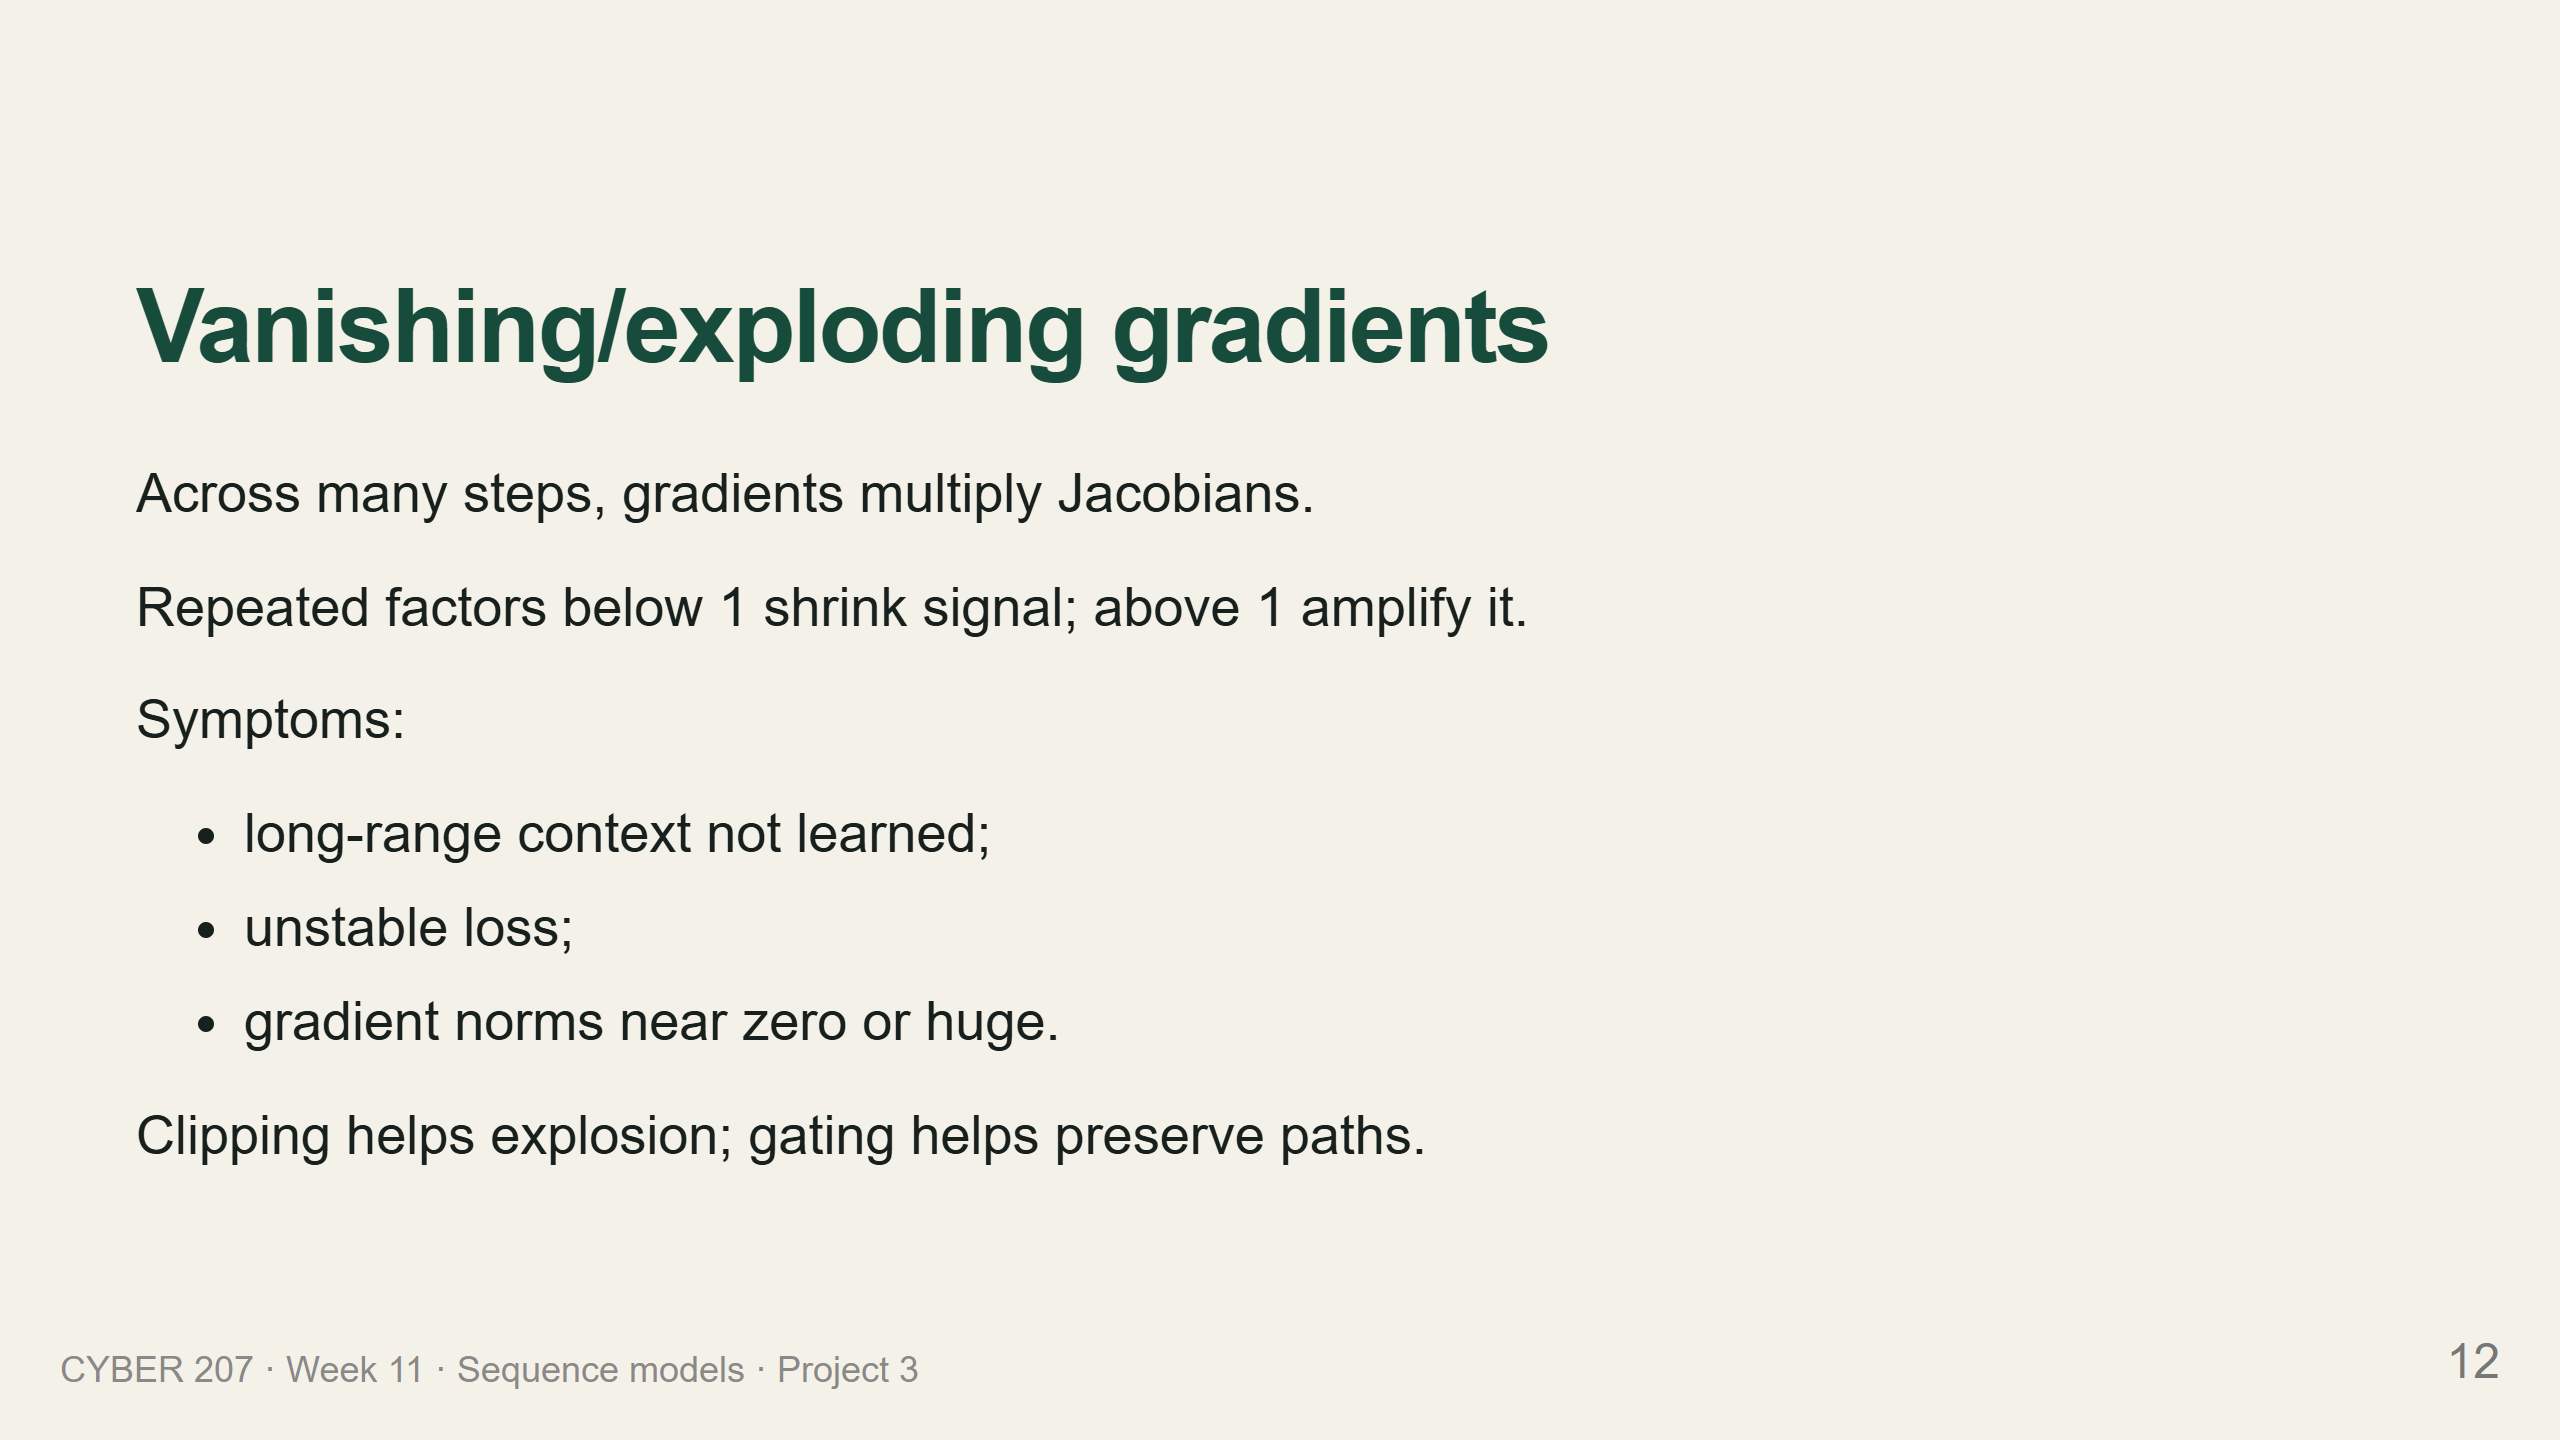 Vanishing/exploding gradients
Across many steps, gradients multiply Jacobians.
Repeated factors below 1 shrink signal; above 1 amplify it.
Symptoms:
• long-range context not learned;
• unstable loss;
• gradient norms near zero or huge.
Clipping helps explosion; gating helps preserve paths.
CYBER 207 · Week 11 · Sequence models · Project 3
12